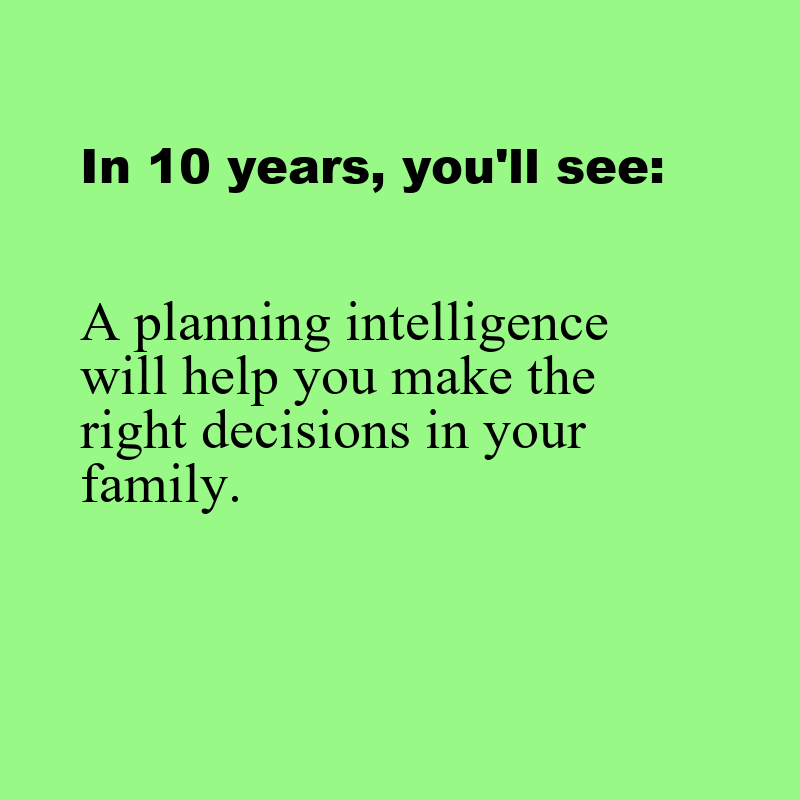 In 10 years, you'll see:
A planning intelligence
will help you make the
right decisions in your
family.